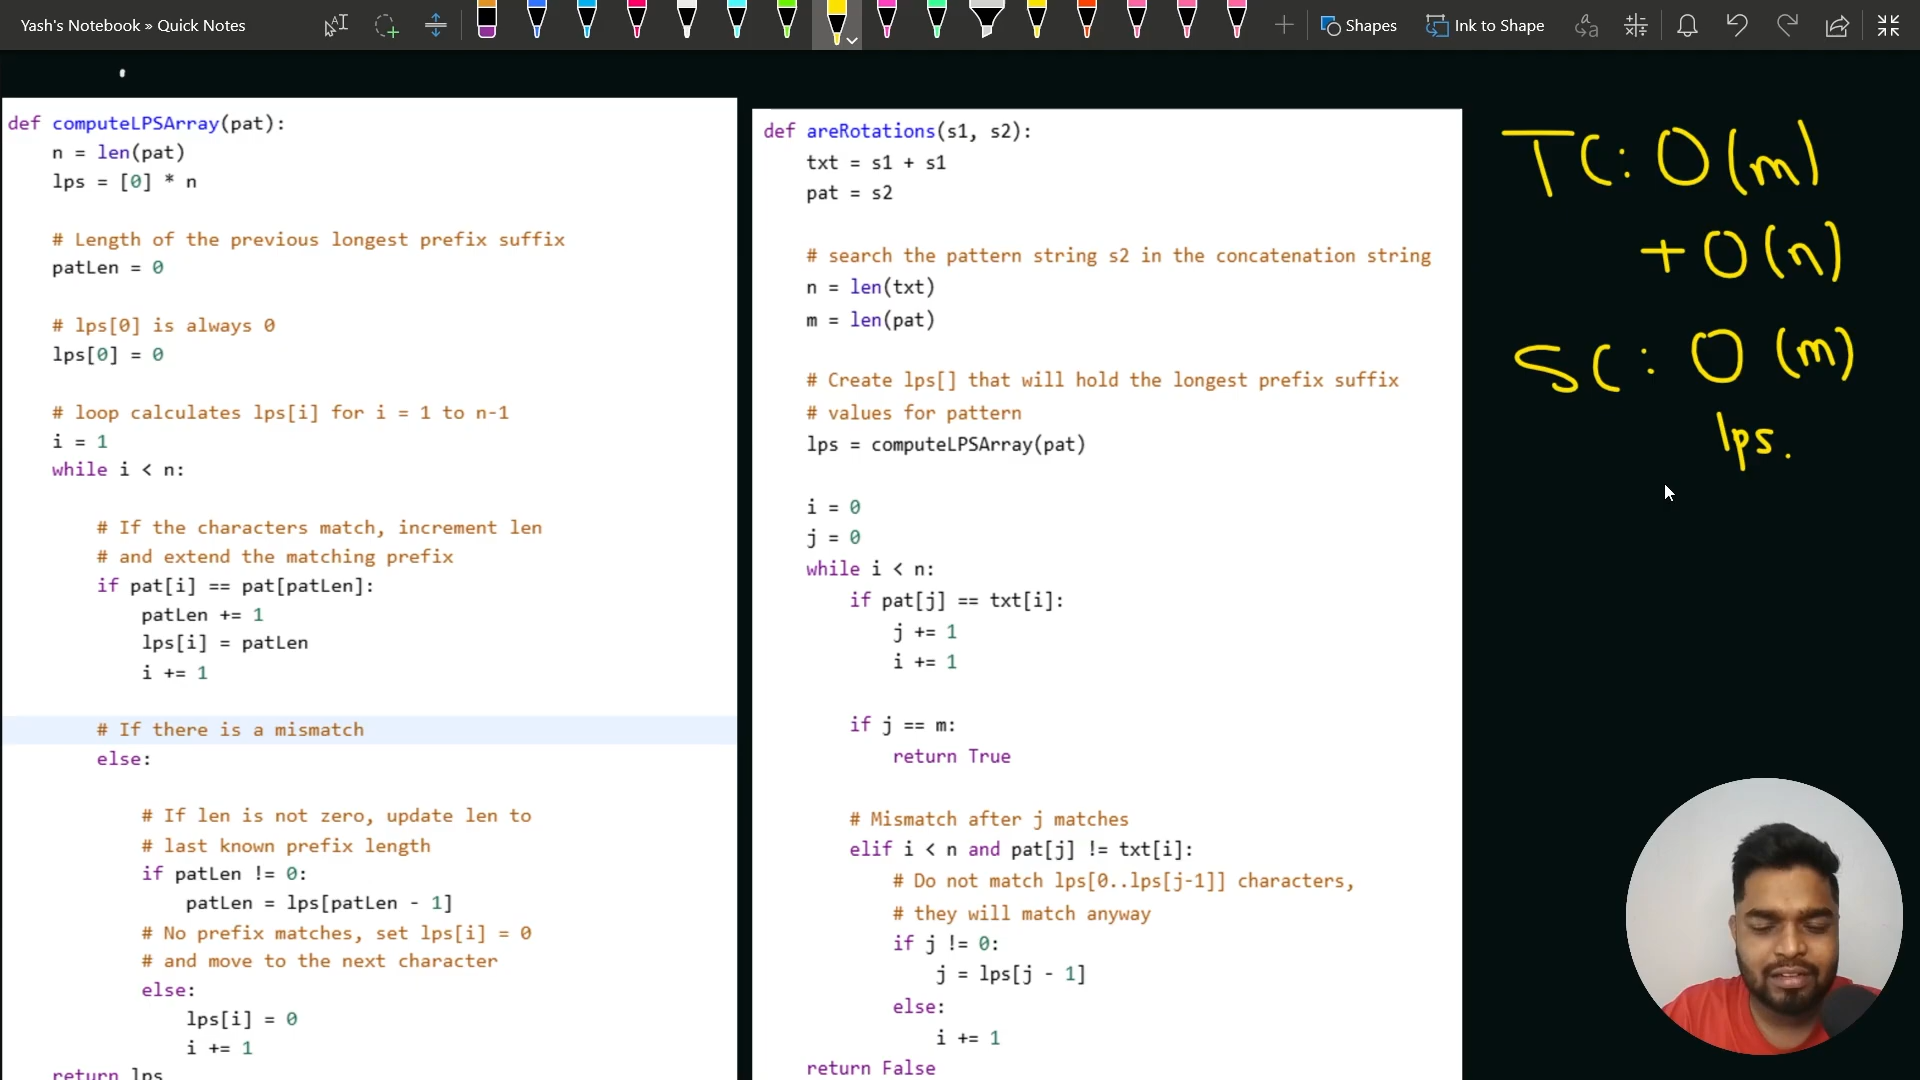 Yash's Notebook » Quick Notes
Shapes
Ink to Shape
def computeLPSArray(pat):
    n = len(pat)
    lps = [0] * n
    # Length of the previous longest prefix suffix
    patLen = 0
    # lps[0] is always 0
    lps[0] = 0
    # loop calculates lps[i] for i = 1 to n-1
    i = 1
    while i < n:
        # If the characters match, increment len
        # and extend the matching prefix
        if pat[i] == pat[patLen]:
            patLen += 1
            lps[i] = patLen
            i += 1
        # If there is a mismatch
        else:
            # If len is not zero, update len to
            # last known prefix length
            if patLen != 0:
                patLen = lps[patLen - 1]
            # No prefix matches, set lps[i] = 0
            # and move to the next character
            else:
                lps[i] = 0
                i += 1
    return lps
def areRotations(s1, s2):
    txt = s1 + s1
    pat = s2
    # search the pattern string s2 in the concatenation string
    n = len(txt)
    m = len(pat)
    # Create lps[] that will hold the longest prefix suffix
    # values for pattern
    lps = computeLPSArray(pat)
    i = 0
    j = 0
    while i < n:
        if pat[j] == txt[i]:
            j += 1
            i += 1
        if j == m:
            return True
        # Mismatch after j matches
        elif i < n and pat[j] != txt[i]:
            # Do not match lps[0..lps[j-1]] characters,
            # they will match anyway
            if j != 0:
                j = lps[j - 1]
            else:
                i += 1
    return False
TC: O(m)
+ O(n)
SC: O (m)
lps.